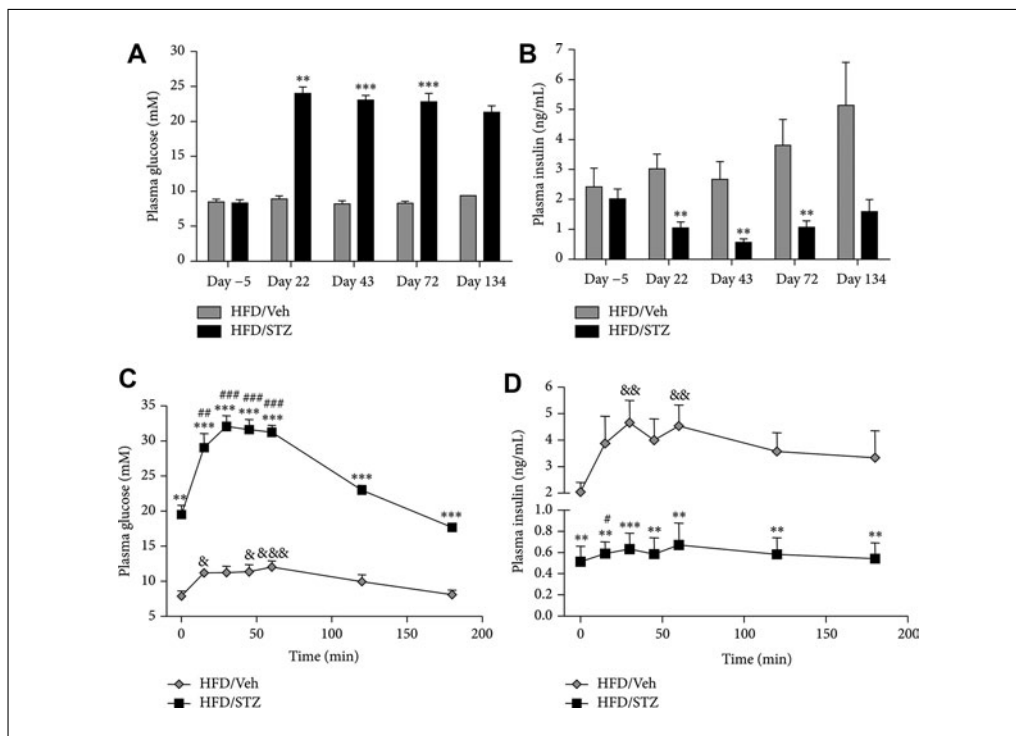 A
Plasma glucose (mM)
30
25
20
15
10
5
0
**
***
***
Day −5
Day 22
Day 43
Day 72
Day 134
HFD/Veh
HFD/STZ
B
Plasma insulin (ng/mL)
7
6
5
4
3
2
1
0
**
**
**
Day −5
Day 22
Day 43
Day 72
Day 134
HFD/Veh
HFD/STZ
C
Plasma glucose (mM)
35
30
25
20
15
10
5
##
###
###
###
**
***
***
***
***
***
***
&
&
&&&
0
50
100
150
200
Time (min)
HFD/Veh
HFD/STZ
D
Plasma insulin (ng/mL)
6
5
4
3
2
0.8
0.6
0.4
0.2
0.0
&&
&&
#
**
**
***
**
**
**
**
0
50
100
150
200
Time (min)
HFD/Veh
HFD/STZ